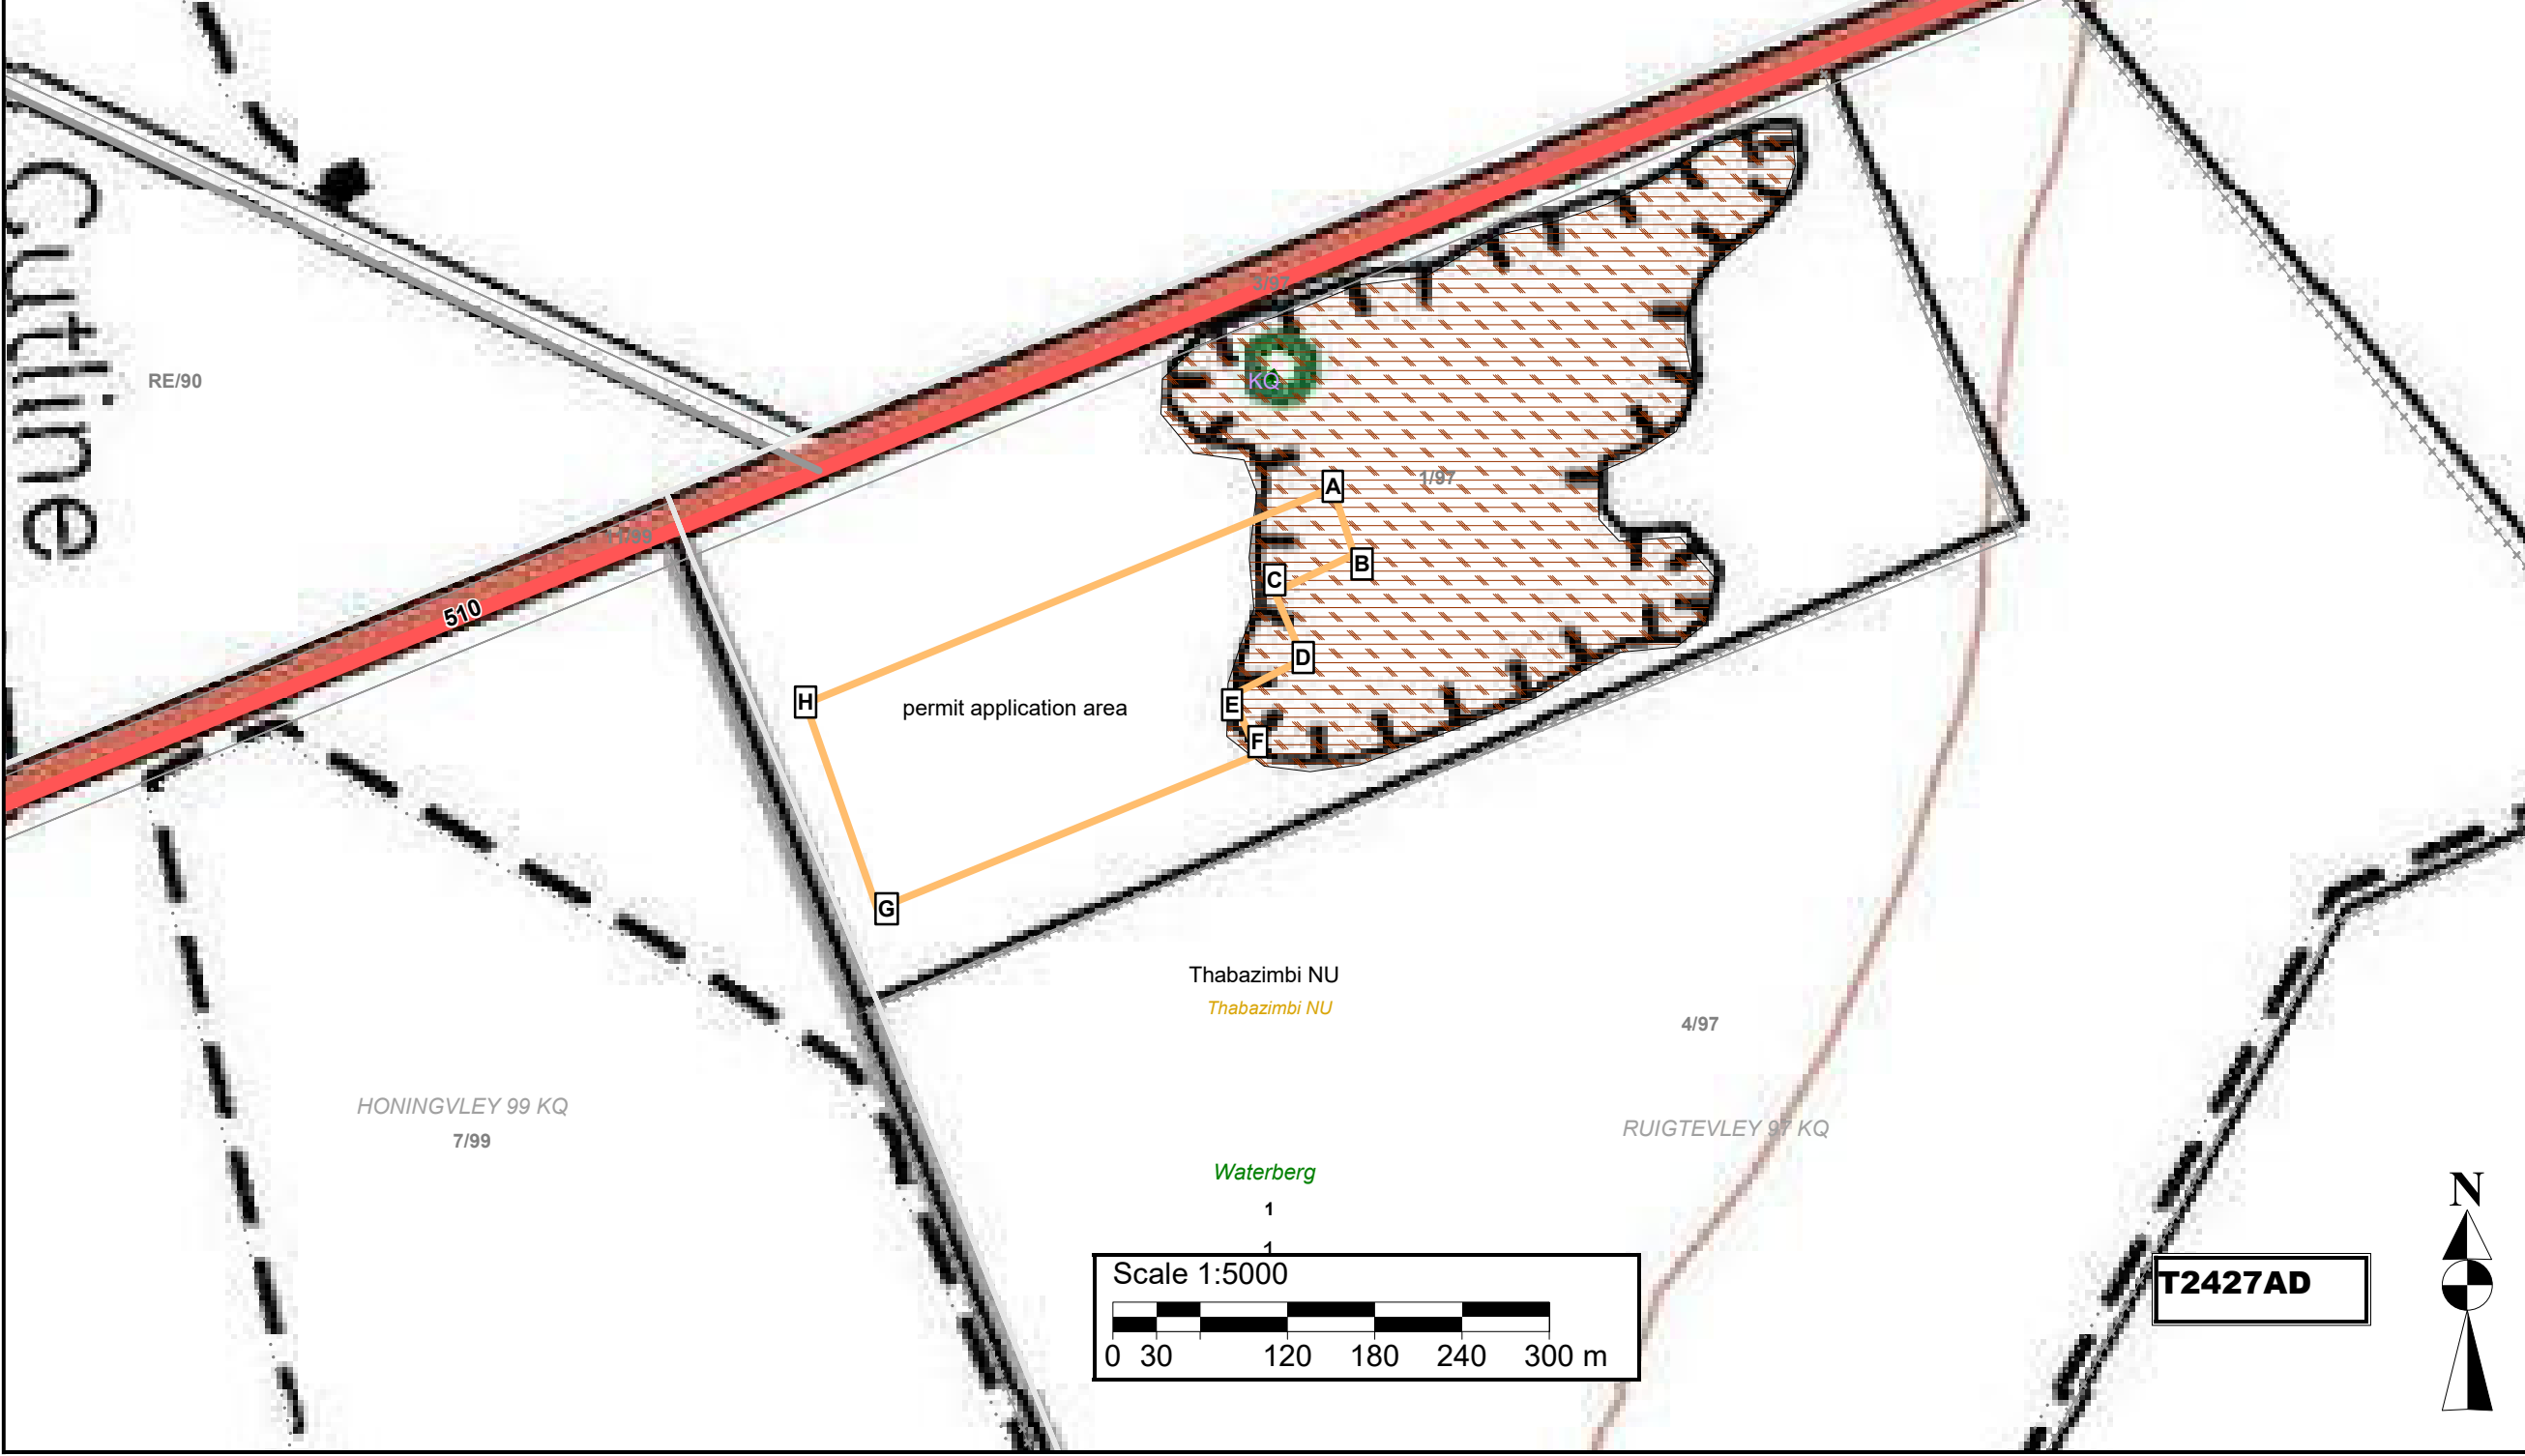 Gutline
RE/90
3/97
KQ
1/97
A
11/99
B
C
510
D
H
E
permit application area
F
G
Thabazimbi NU
Thabazimbi NU
4/97
HONINGVLEY 99 KQ
7/99
RUIGTEVLEY 97 KQ
Waterberg
1
1
N
Scale 1:5000
0 30 120 180 240 300 m
T2427AD